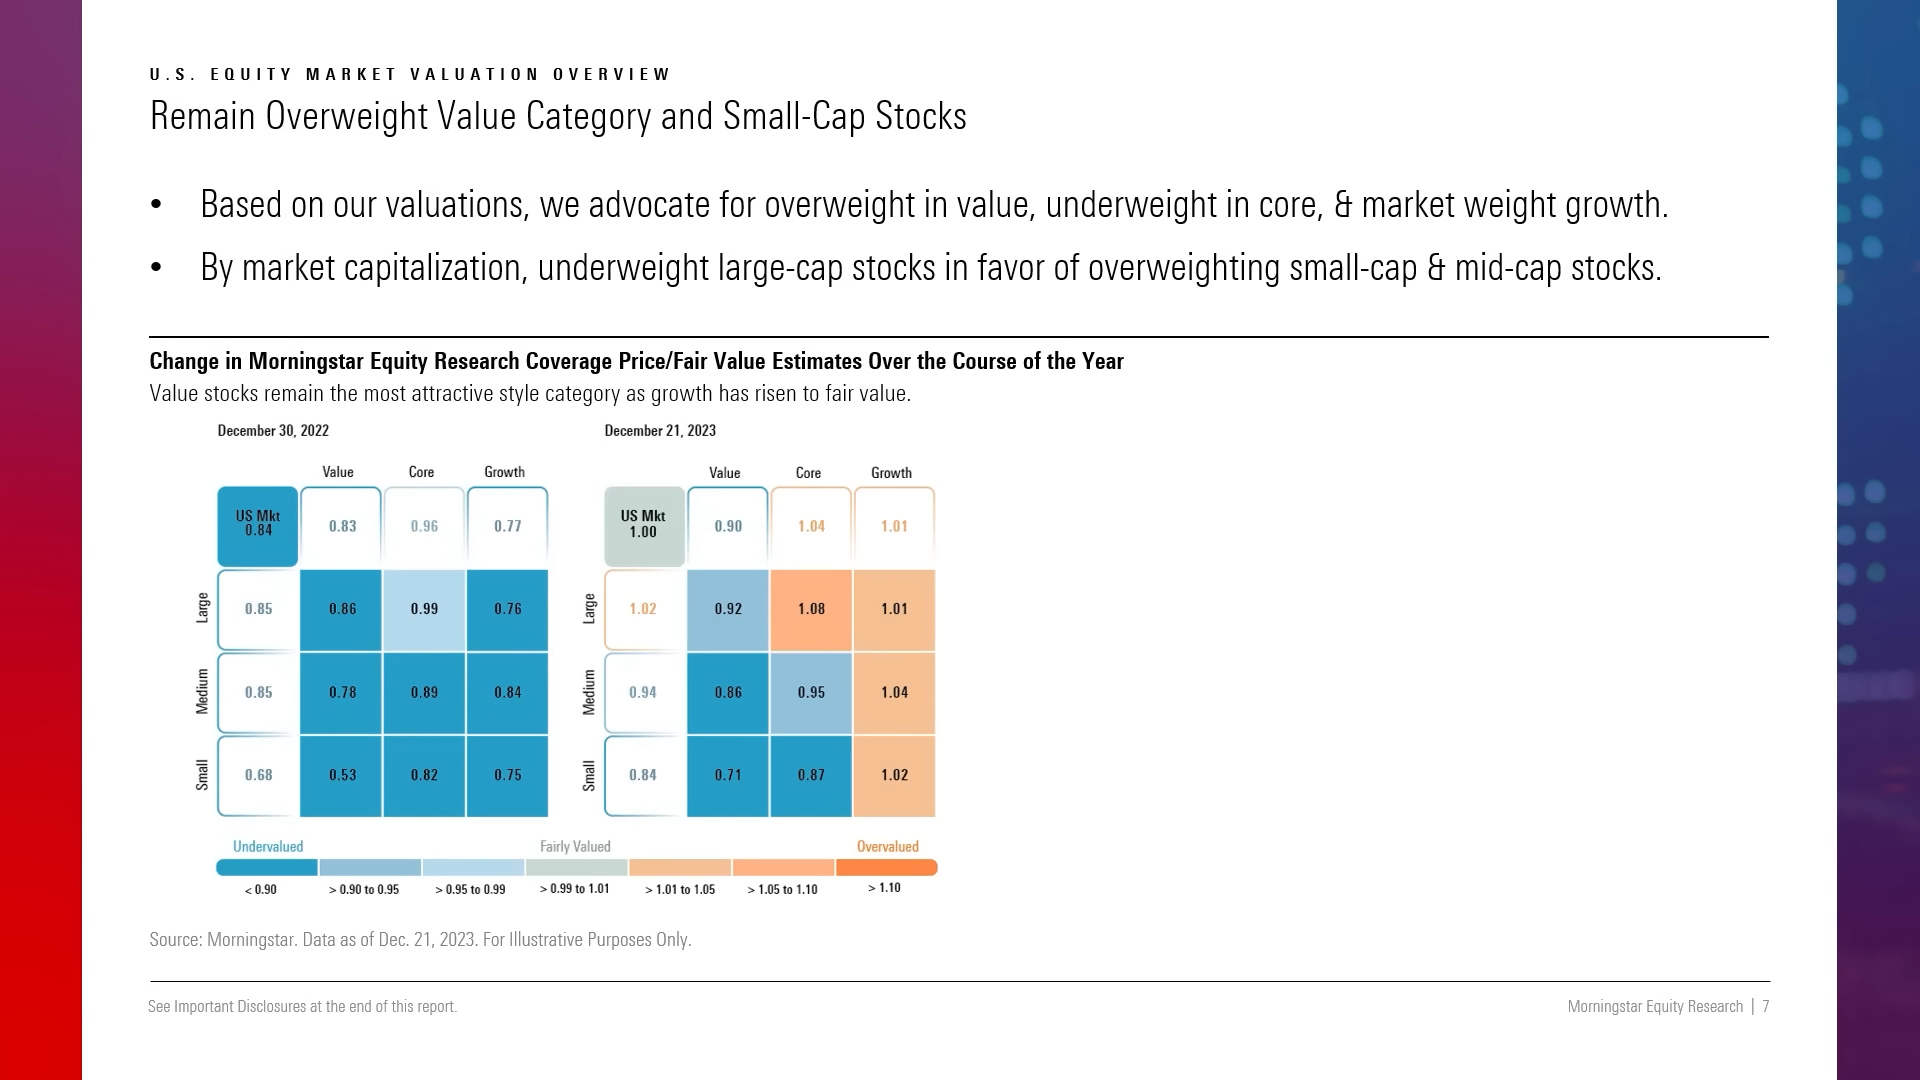 U.S. EQUITY MARKET VALUATION OVERVIEW
Remain Overweight Value Category and Small-Cap Stocks
• Based on our valuations, we advocate for overweight in value, underweight in core, & market weight growth.
• By market capitalization, underweight large-cap stocks in favor of overweighting small-cap & mid-cap stocks.
Change in Morningstar Equity Research Coverage Price/Fair Value Estimates Over the Course of the Year
Value stocks remain the most attractive style category as growth has risen to fair value.
December 30, 2022
Value Core Growth
US Mkt
0.84 0.83 0.96 0.77
Large 0.85 0.86 0.99 0.76
Medium 0.85 0.78 0.89 0.84
Small 0.68 0.53 0.82 0.75
December 21, 2023
Value Core Growth
US Mkt
1.00 0.90 1.04 1.01
Large 1.02 0.92 1.08 1.01
Medium 0.94 0.86 0.95 1.04
Small 0.84 0.71 0.87 1.02
Undervalued Fairly Valued Overvalued
< 0.90 > 0.90 to 0.95 > 0.95 to 0.99 > 0.99 to 1.01 > 1.01 to 1.05 > 1.05 to 1.10 > 1.10
Source: Morningstar. Data as of Dec. 21, 2023. For Illustrative Purposes Only.
See Important Disclosures at the end of this report.
Morningstar Equity Research | 7